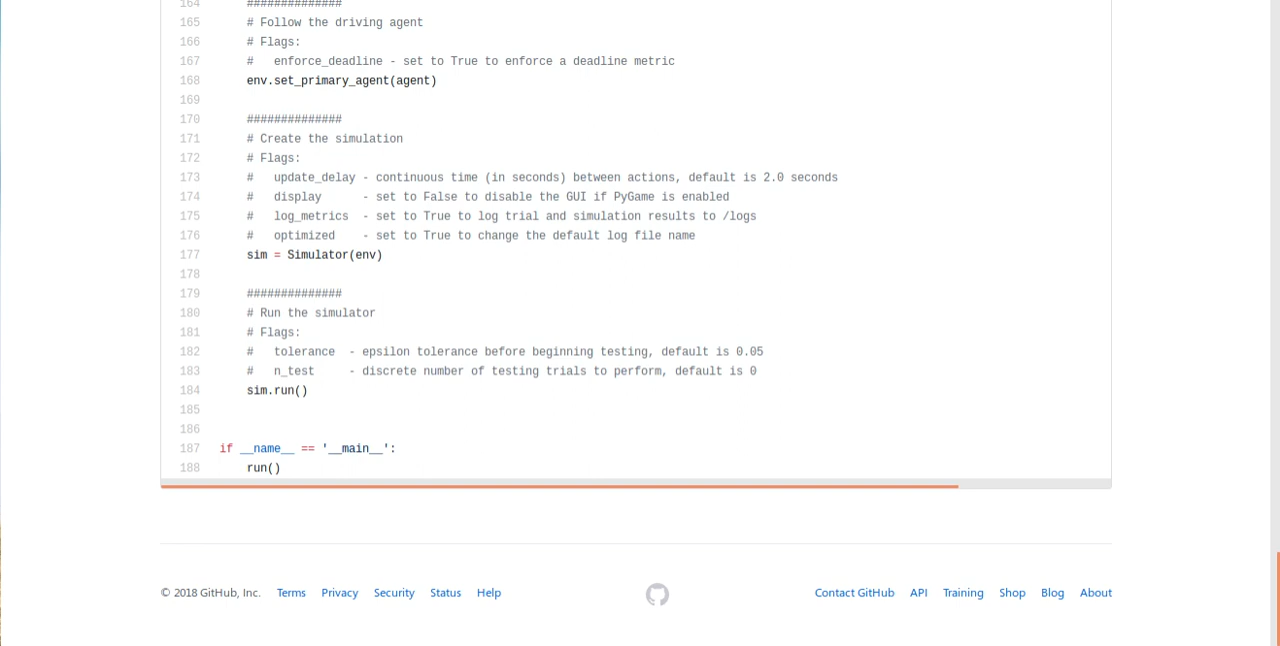 164     ##############
165     # Follow the driving agent
166     # Flags:
167     #   enforce_deadline - set to True to enforce a deadline metric
168     env.set_primary_agent(agent)
169
170     ##############
171     # Create the simulation
172     # Flags:
173     #   update_delay - continuous time (in seconds) between actions, default is 2.0 seconds
174     #   display      - set to False to disable the GUI if PyGame is enabled
175     #   log_metrics  - set to True to log trial and simulation results to /logs
176     #   optimized    - set to True to change the default log file name
177     sim = Simulator(env)
178
179     ##############
180     # Run the simulator
181     # Flags:
182     #   tolerance  - epsilon tolerance before beginning testing, default is 0.05
183     #   n_test     - discrete number of testing trials to perform, default is 0
184     sim.run()
185
186
187 if __name__ == '__main__':
188     run()
© 2018 GitHub, Inc. Terms Privacy Security Status Help Contact GitHub API Training Shop Blog About